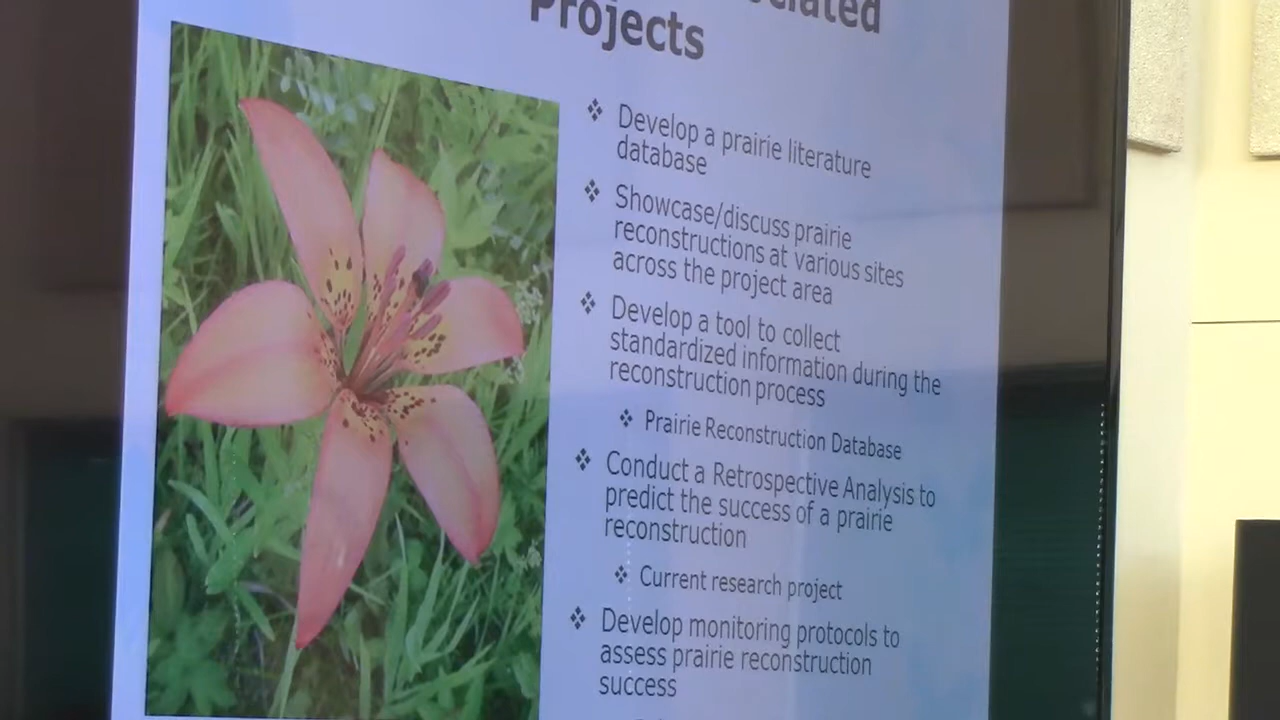 Projects
Develop a prairie literature
database
Showcase/discuss prairie
reconstructions at various sites
across the project area
Develop a tool to collect
standardized information during the
reconstruction process
Prairie Reconstruction Database
Conduct a Retrospective Analysis to
predict the success of a prairie
reconstruction
Current research project
Develop monitoring protocols to
assess prairie reconstruction
success